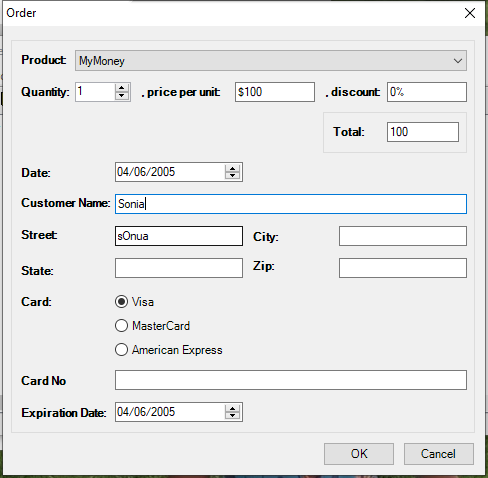 Order
Product: MyMoney
Quantity: 1 , price per unit: $100 , discount: 0%
Total: 100
Date: 04/06/2005
Customer Name: Sonia
Street: sOnua City:
State: Zip:
Card: Visa
MasterCard
American Express
Card No
Expiration Date: 04/06/2005
OK Cancel